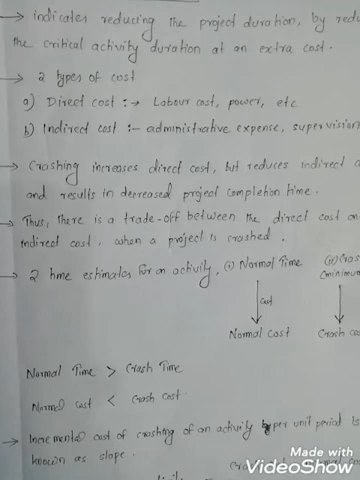 → indicates reducing the project duration, by
the critical activity duration at an extra cost.
→ 2 types of cost
a) Direct cost :→ Labour cost, power, etc
b) Indirect cost :- administrative expense, supervision
→ Crashing increases direct cost, but reduces indirect
and results in decreased project completion time.
→ Thus, there is a trade-off between the direct cost
indirect cost, when a project is crashed.
→ 2 time estimates for an activity, (i) Normal Time (ii)
cost
Normal Cost Crash
Normal Time > Crash Time
Normal cost < Crash cost.
→ Incremental cost of crashing of an activity per unit period is
known as slope.
Made with
VideoShow